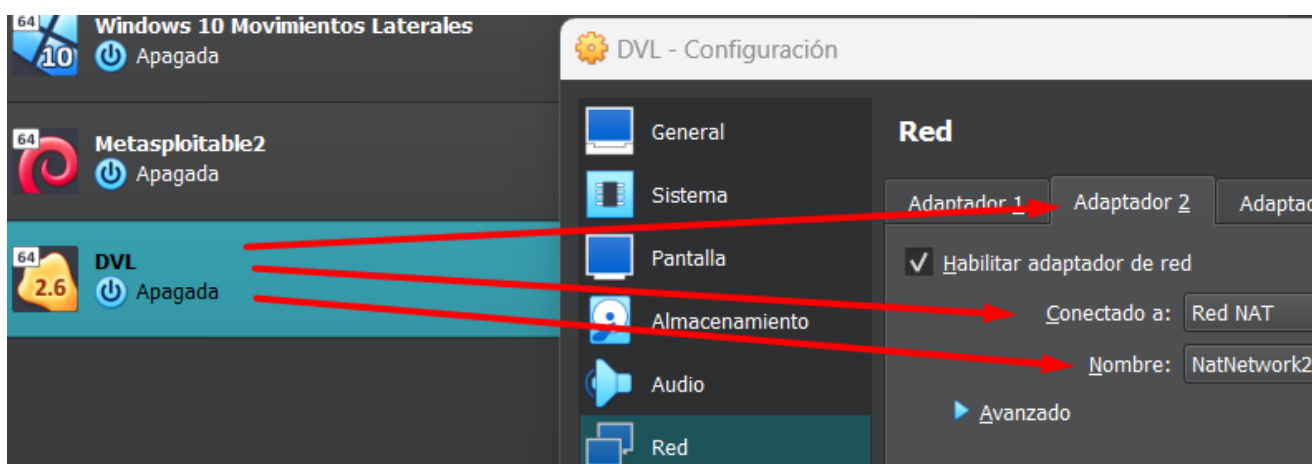 64
Windows 10 Movimientos Laterales
10
Apagada
64
Metasploitable2
Apagada
64
2.6
DVL
Apagada
DVL - Configuración
General
Sistema
Pantalla
Almacenamiento
Audio
Red
Red
Adaptador 1
Adaptador 2
Adaptad
Habilitar adaptador de red
Conectado a: Red NAT
Nombre: NatNetwork2
Avanzado